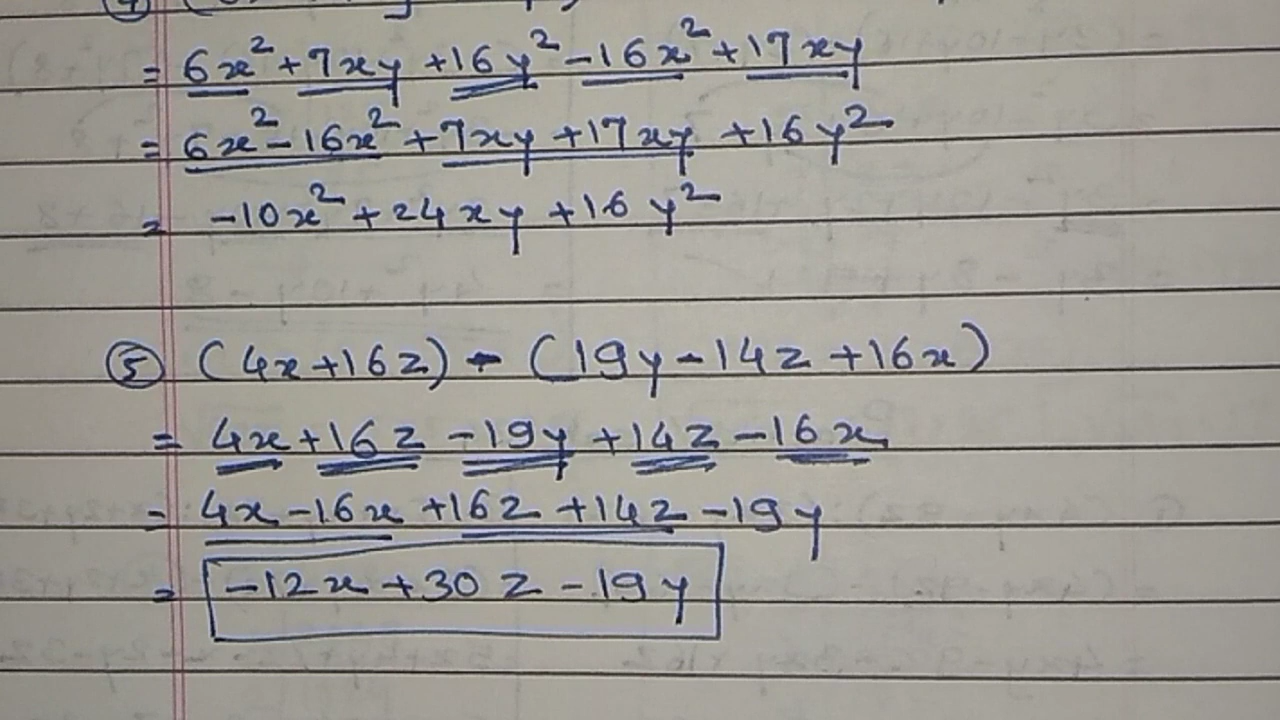 ④
= 6x² + 7xy + 16y² - 16x² + 17xy
= 6x² - 16x² + 7xy + 17xy + 16y²
= -10x² + 24xy + 16y²
⑤ (4x + 16z) - (19y - 14z + 16x)
= 4x + 16z - 19y + 14z - 16x
= 4x - 16x + 16z + 14z - 19y
= -12x + 30z - 19y